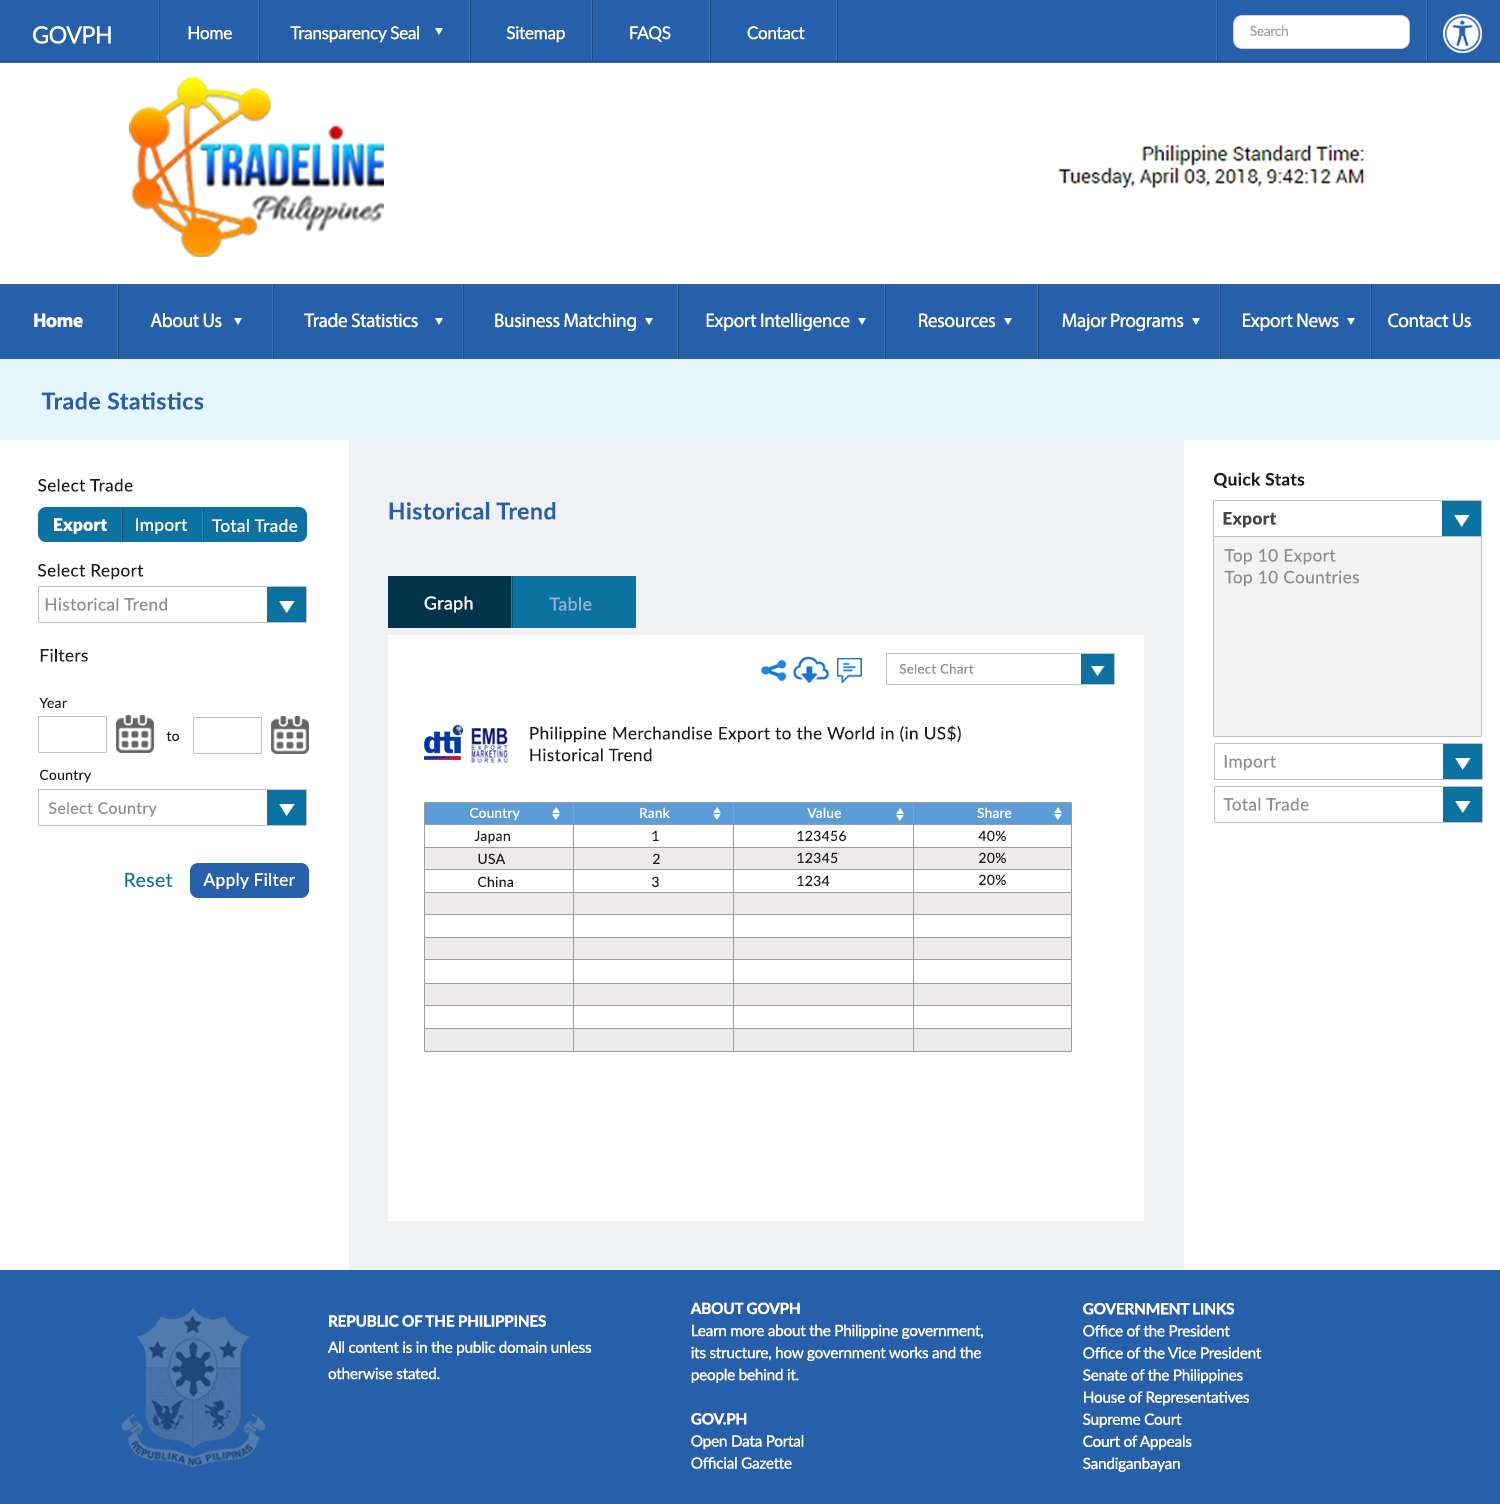 GOVPH
Home
Transparency Seal
Sitemap
FAQS
Contact
Search
TRADELINE
Philippines
Philippine Standard Time:
Tuesday, April 03, 2018, 9:42:12 AM
Home
About Us
Trade Statistics
Business Matching
Export Intelligence
Resources
Major Programs
Export News
Contact Us
Trade Statistics
Select Trade
Export Import Total Trade
Select Report
Historical Trend
Filters
Year
to
Country
Select Country
Reset
Apply Filter
Historical Trend
Graph
Table
Select Chart
dti
EMB
EXPORT
MARKETING
BUREAU
Philippine Merchandise Export to the World in (in US$)
Historical Trend
Country Rank Value Share
Japan 1 123456 40%
USA 2 12345 20%
China 3 1234 20%
Quick Stats
Export
Top 10 Export
Top 10 Countries
Import
Total Trade
REPUBLIKA NG PILIPINAS
REPUBLIC OF THE PHILIPPINES
All content is in the public domain unless
otherwise stated.
ABOUT GOVPH
Learn more about the Philippine government,
its structure, how government works and the
people behind it.
GOV.PH
Open Data Portal
Official Gazette
GOVERNMENT LINKS
Office of the President
Office of the Vice President
Senate of the Philippines
House of Representatives
Supreme Court
Court of Appeals
Sandiganbayan